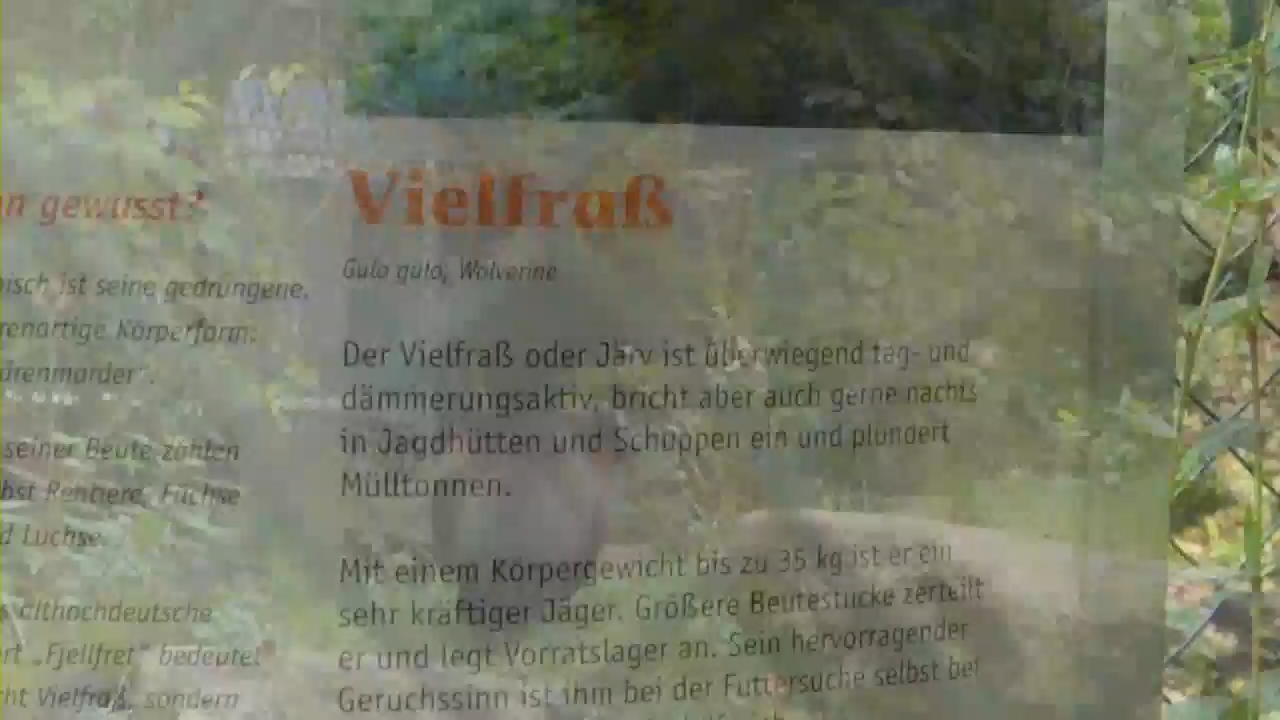 n gewusst?
isch ist seine gedrungene,
renartige Körperform:
ärenmarder".
seiner Beute zählen
hst Rentiere, Füchse
d Luchse.
s althochdeutsche
rt „Fjellfret" bedeutet
ht Vielfraß, sondern
Vielfraß
Gulo gulo, Wolverine
Der Vielfraß oder Järv ist überwiegend tag- und
dämmerungsaktiv, bricht aber auch gerne nachts
in Jagdhütten und Schuppen ein und plündert
Mülltonnen.
Mit einem Körpergewicht bis zu 35 kg ist er ein
sehr kräftiger Jäger. Größere Beutestücke zerteilt
er und legt Vorratslager an. Sein hervorragender
Geruchssinn ist ihm bei der Futtersuche selbst bei